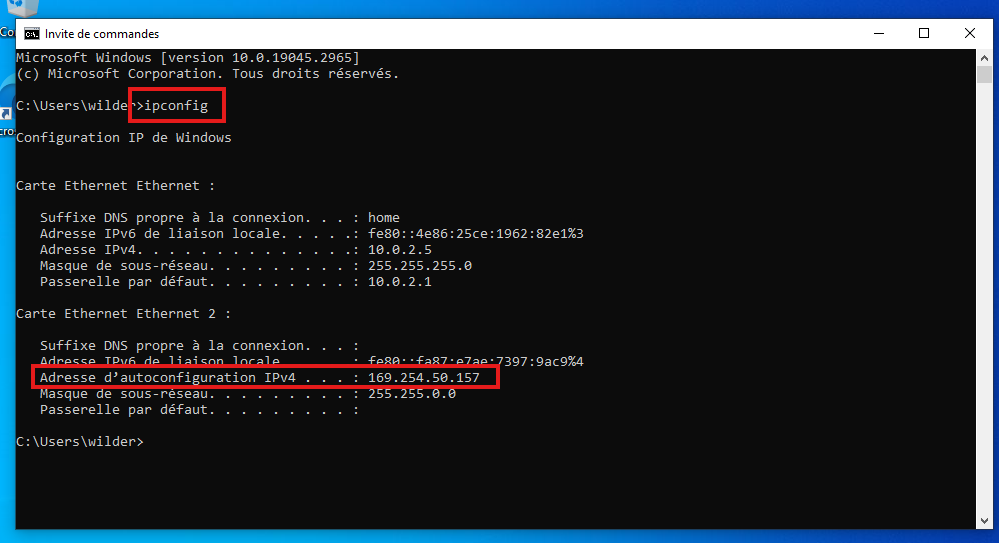 Invite de commandes
Microsoft Windows [version 10.0.19045.2965]
(c) Microsoft Corporation. Tous droits réservés.
C:\Users\wilder>ipconfig
Configuration IP de Windows
Carte Ethernet Ethernet :
Suffixe DNS propre à la connexion. . . : home
Adresse IPv6 de liaison locale. . . . .: fe80::4e86:25ce:1962:82e1%3
Adresse IPv4. . . . . . . . . . . . . .: 10.0.2.5
Masque de sous-réseau. . . . . . . . . : 255.255.255.0
Passerelle par défaut. . . . . . . . . : 10.0.2.1
Carte Ethernet Ethernet 2 :
Suffixe DNS propre à la connexion. . . :
Adresse IPv6 de liaison locale. . . . .: fe80::fa87:e7ae:7397:9ac9%4
Adresse d’autoconfiguration IPv4 . . . : 169.254.50.157
Masque de sous-réseau. . . . . . . . . : 255.255.0.0
Passerelle par défaut. . . . . . . . . :
C:\Users\wilder>